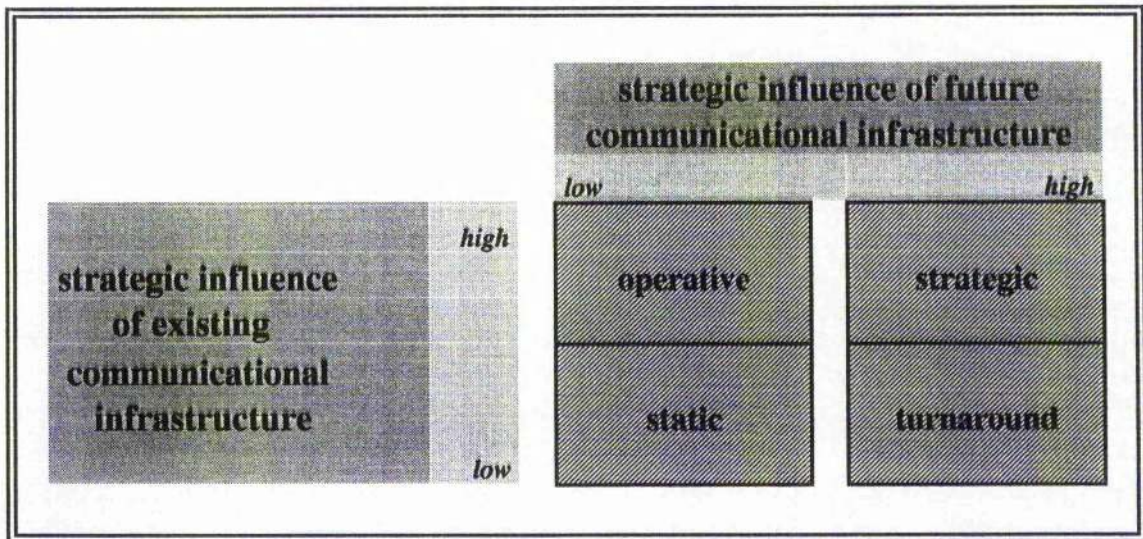 strategic influence of future
communicational infrastructure
low high
high
strategic influence
of existing
communicational
infrastructure
low
operative strategic
static turnaround